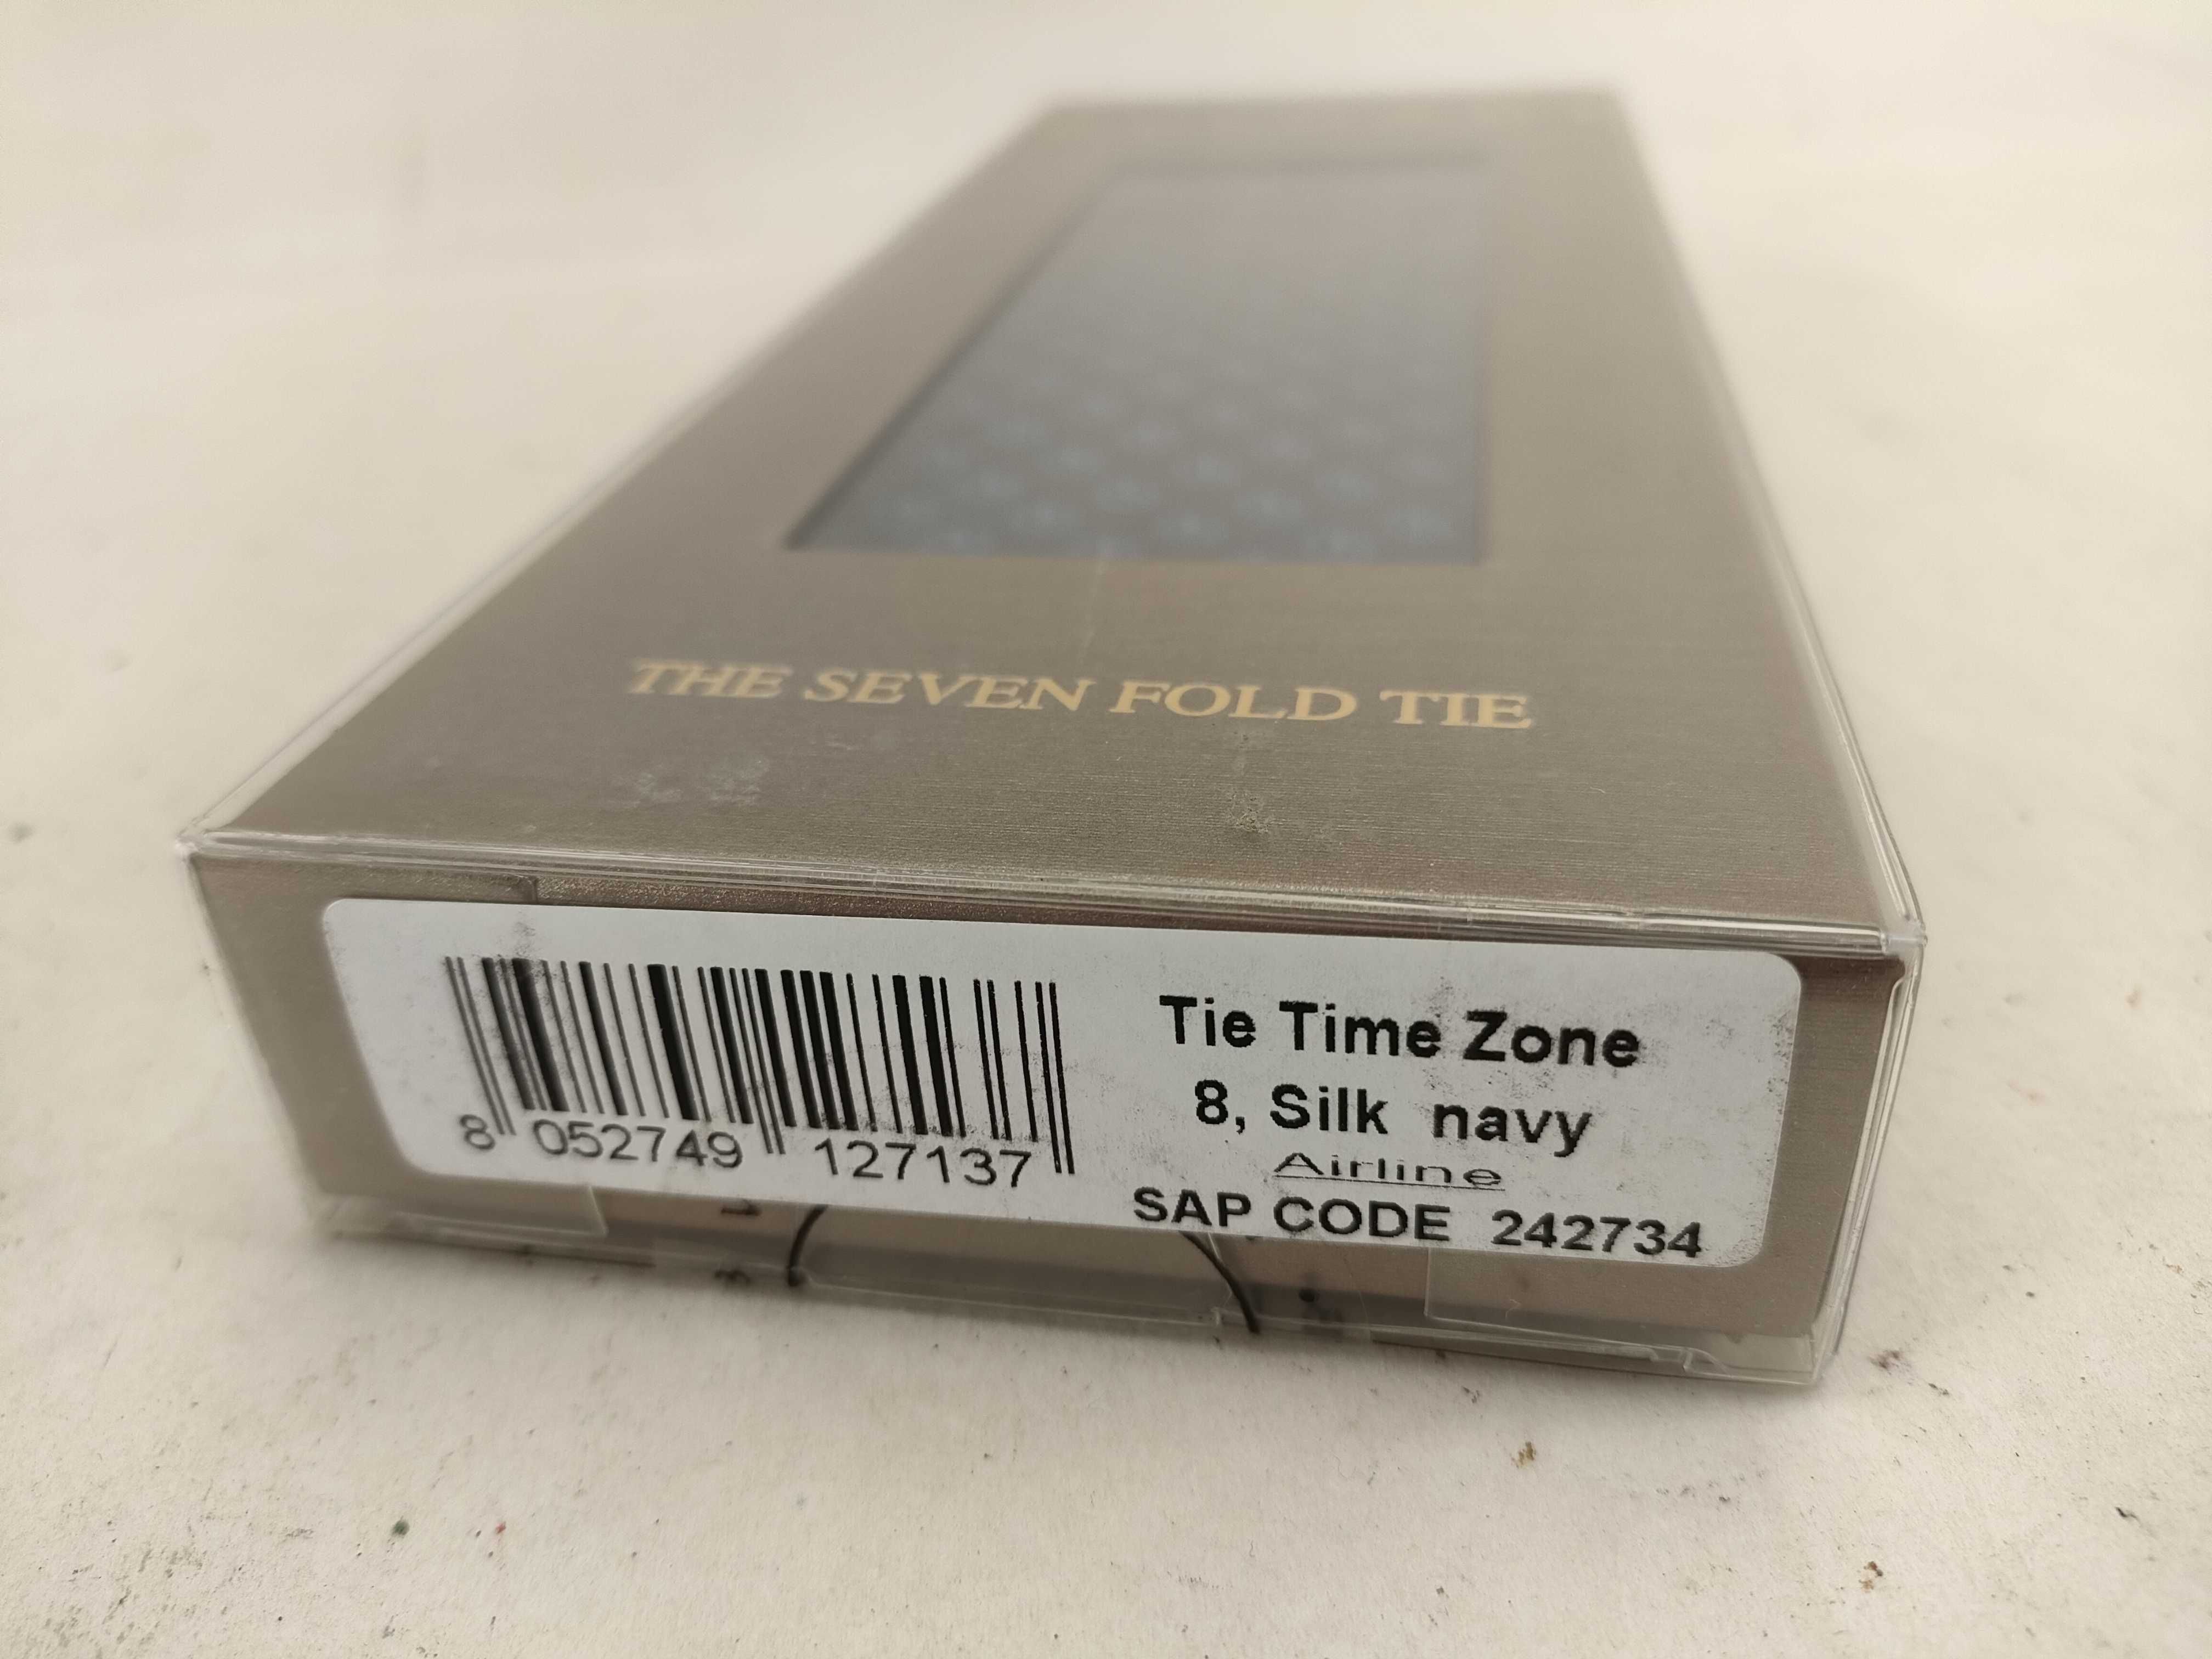 THE SEVEN FOLD TIE
Tie Time Zone
8, Silk navy
Airline
SAP CODE 242734
8 052749 127137